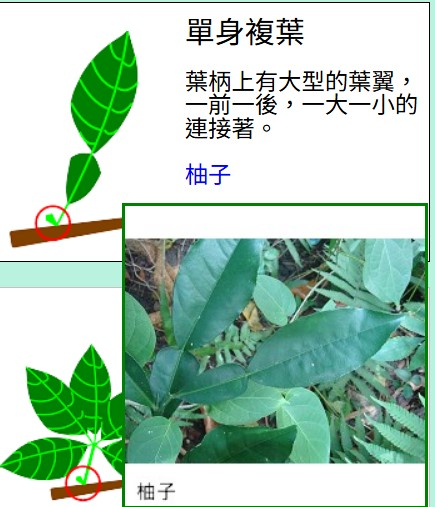 單身複葉
葉柄上有大型的葉翼，
一前一後，一大一小的
連接著。
柚子
柚子